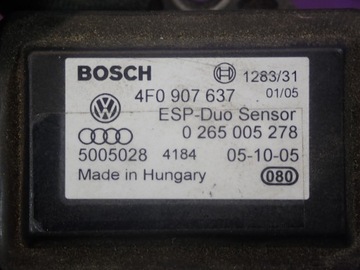 BOSCH 1283/31
4F0 907 637 01/05
ESP-Duo Sensor
0 265 005 278
5005028 4184 05-10-05
Made in Hungary 080